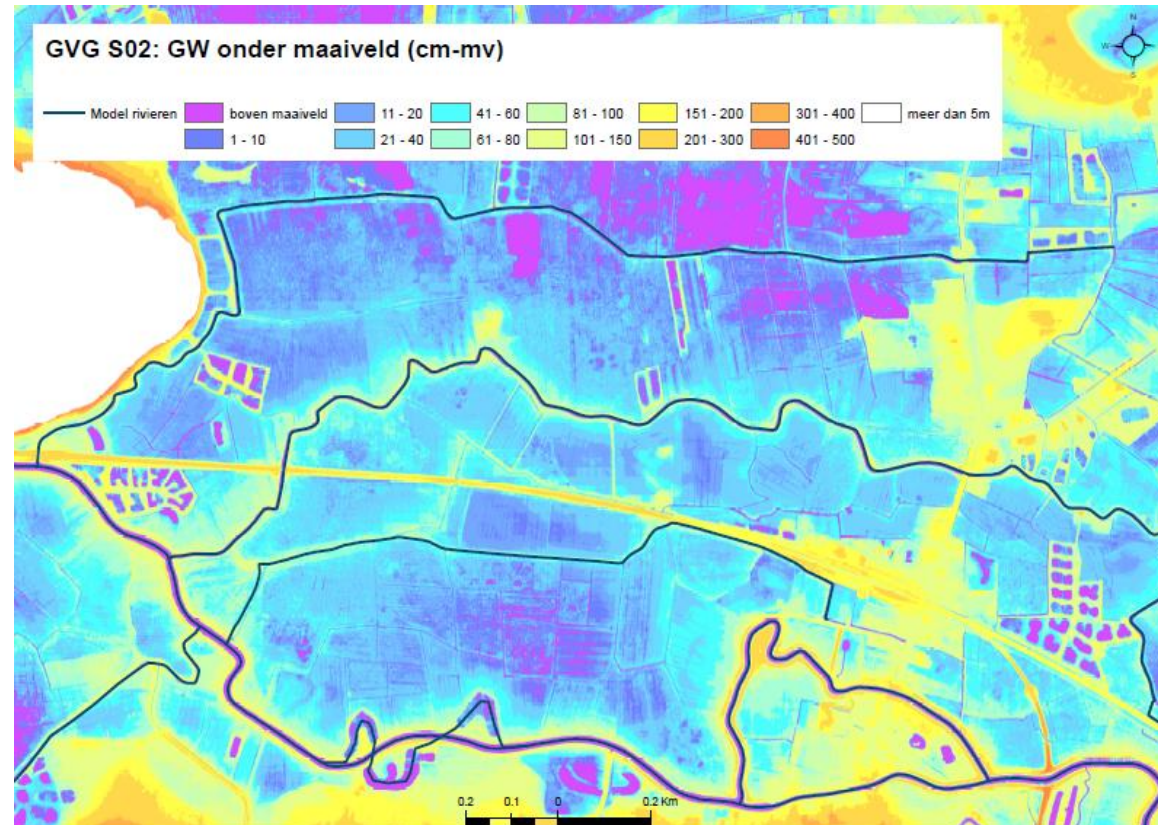 GVG S02: GW onder maaiveld (cm-mv)
N
W
S
Model rivieren boven maaiveld 11 - 20 41 - 60 81 - 100 151 - 200 301 - 400 meer dan 5m
1 - 10 21 - 40 61 - 80 101 - 150 201 - 300 401 - 500
0.2 0.1 0 0.2 Km